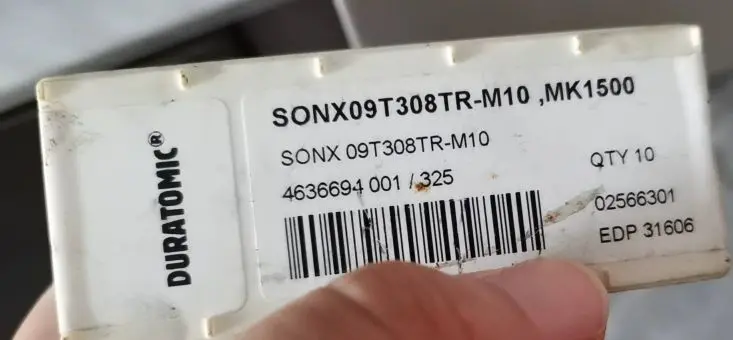 DURATOMIC®
SONX09T308TR-M10 ,MK1500
SONX 09T308TR-M10
4636694 001 / 325
QTY 10
02566301
EDP 31606